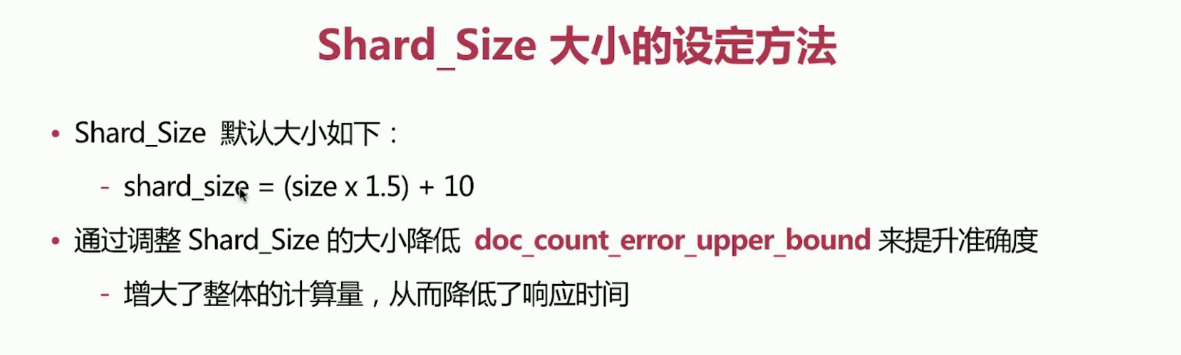 Shard_Size 大小的设定方法
• Shard_Size 默认大小如下：
- shard_size = (size x 1.5) + 10
• 通过调整 Shard_Size 的大小降低 doc_count_error_upper_bound 来提升准确度
- 增大了整体的计算量，从而降低了响应时间